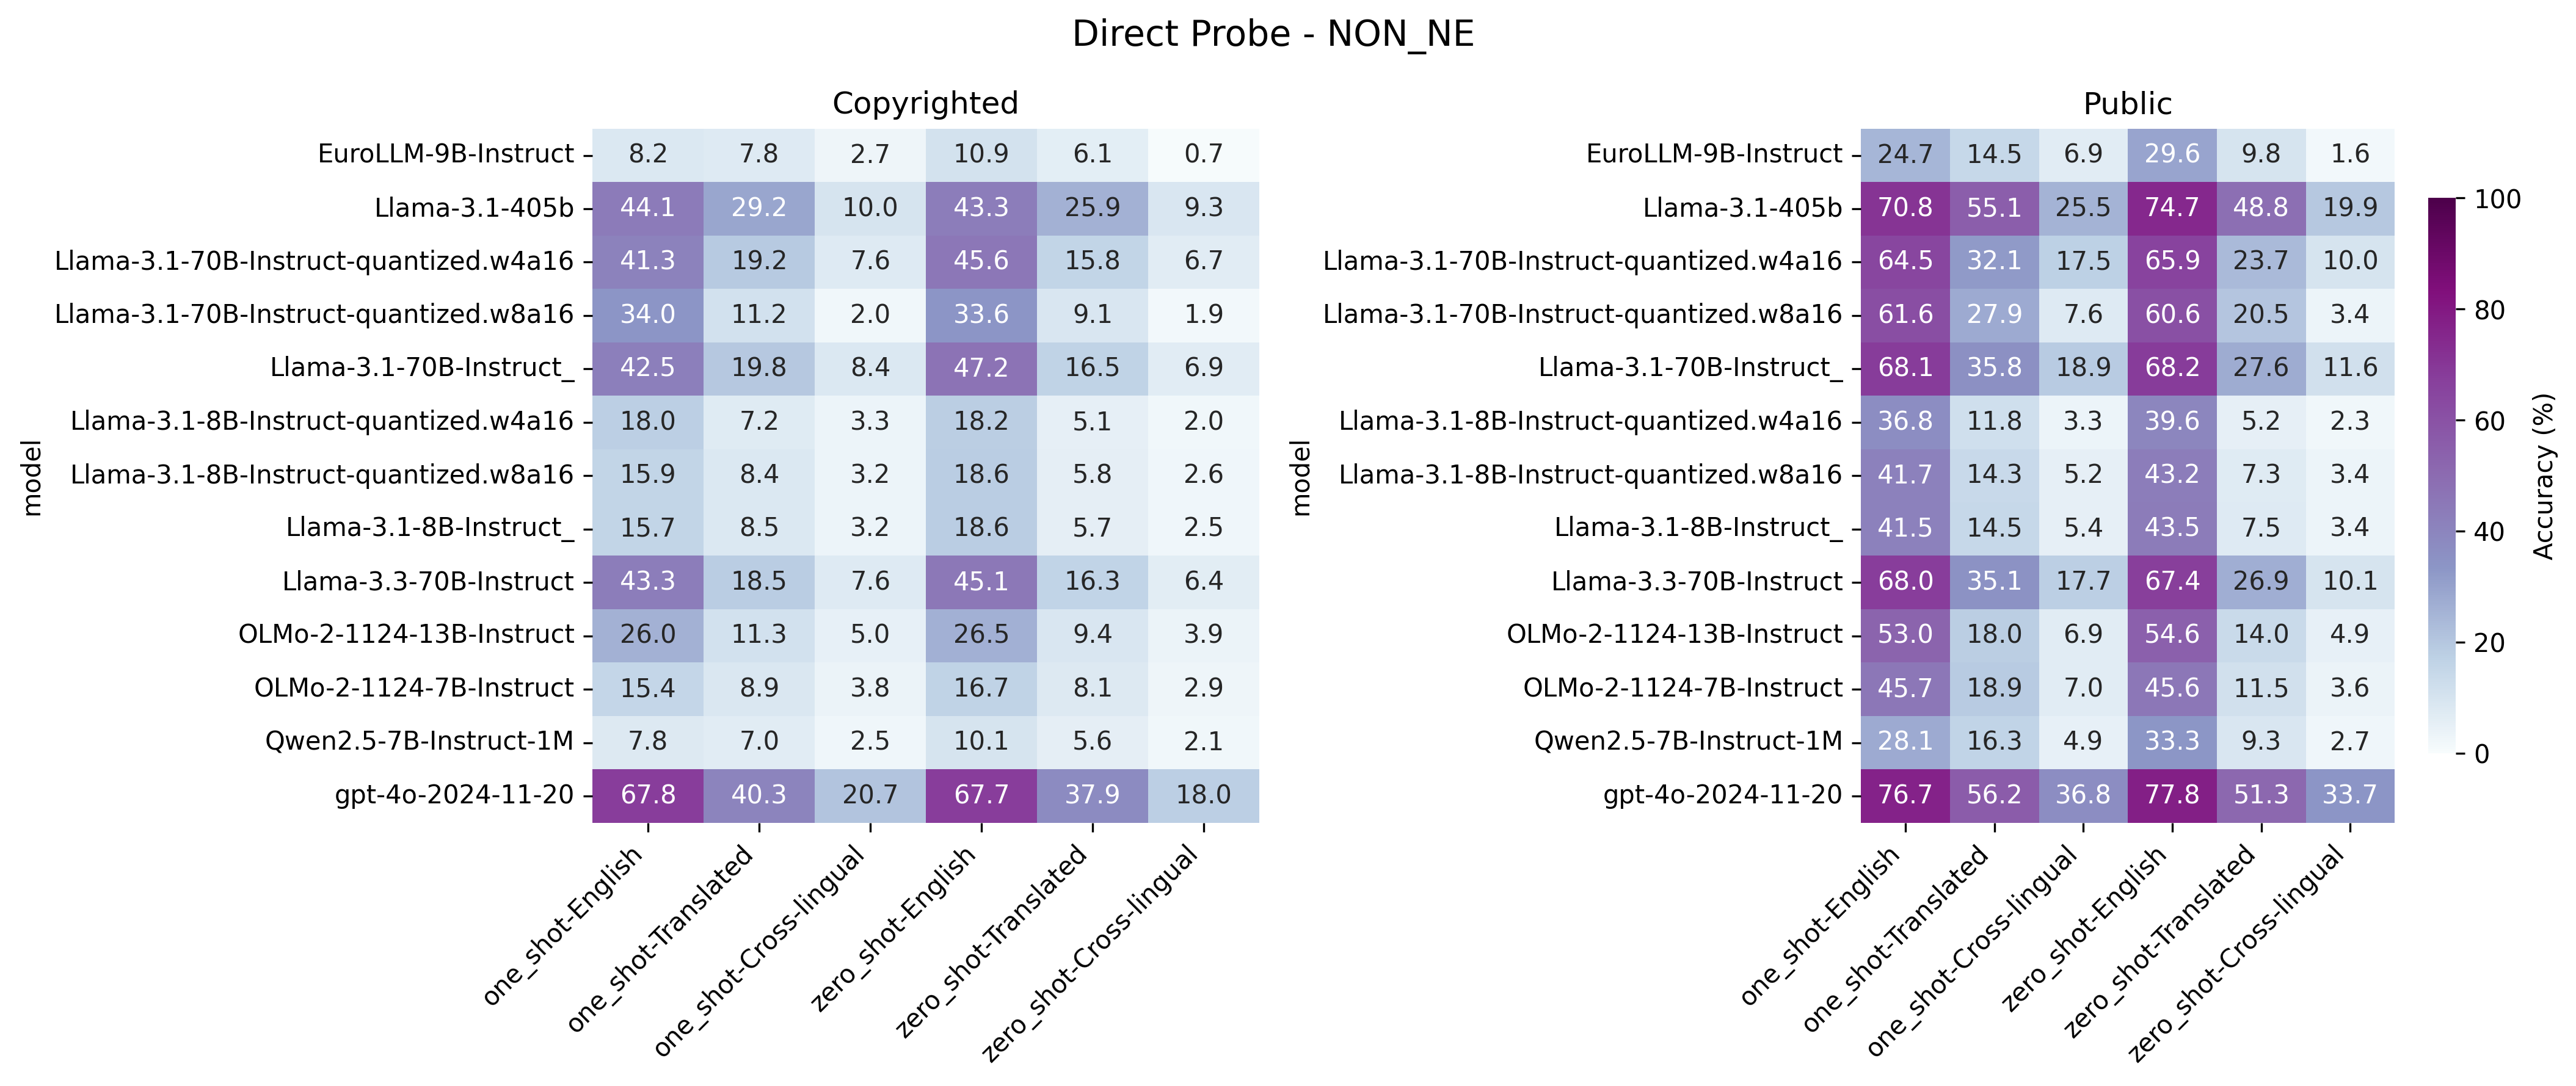 Direct Probe - NON_NE
Copyrighted
model
EuroLLM-9B-Instruct 8.2 7.8 2.7 10.9 6.1 0.7
Llama-3.1-405b 44.1 29.2 10.0 43.3 25.9 9.3
Llama-3.1-70B-Instruct-quantized.w4a16 41.3 19.2 7.6 45.6 15.8 6.7
Llama-3.1-70B-Instruct-quantized.w8a16 34.0 11.2 2.0 33.6 9.1 1.9
Llama-3.1-70B-Instruct_ 42.5 19.8 8.4 47.2 16.5 6.9
Llama-3.1-8B-Instruct-quantized.w4a16 18.0 7.2 3.3 18.2 5.1 2.0
Llama-3.1-8B-Instruct-quantized.w8a16 15.9 8.4 3.2 18.6 5.8 2.6
Llama-3.1-8B-Instruct_ 15.7 8.5 3.2 18.6 5.7 2.5
Llama-3.3-70B-Instruct 43.3 18.5 7.6 45.1 16.3 6.4
OLMo-2-1124-13B-Instruct 26.0 11.3 5.0 26.5 9.4 3.9
OLMo-2-1124-7B-Instruct 15.4 8.9 3.8 16.7 8.1 2.9
Qwen2.5-7B-Instruct-1M 7.8 7.0 2.5 10.1 5.6 2.1
gpt-4o-2024-11-20 67.8 40.3 20.7 67.7 37.9 18.0
one_shot-English
one_shot-Translated
one_shot-Cross-lingual
zero_shot-English
zero_shot-Translated
zero_shot-Cross-lingual
Public
model
EuroLLM-9B-Instruct 24.7 14.5 6.9 29.6 9.8 1.6
Llama-3.1-405b 70.8 55.1 25.5 74.7 48.8 19.9
Llama-3.1-70B-Instruct-quantized.w4a16 64.5 32.1 17.5 65.9 23.7 10.0
Llama-3.1-70B-Instruct-quantized.w8a16 61.6 27.9 7.6 60.6 20.5 3.4
Llama-3.1-70B-Instruct_ 68.1 35.8 18.9 68.2 27.6 11.6
Llama-3.1-8B-Instruct-quantized.w4a16 36.8 11.8 3.3 39.6 5.2 2.3
Llama-3.1-8B-Instruct-quantized.w8a16 41.7 14.3 5.2 43.2 7.3 3.4
Llama-3.1-8B-Instruct_ 41.5 14.5 5.4 43.5 7.5 3.4
Llama-3.3-70B-Instruct 68.0 35.1 17.7 67.4 26.9 10.1
OLMo-2-1124-13B-Instruct 53.0 18.0 6.9 54.6 14.0 4.9
OLMo-2-1124-7B-Instruct 45.7 18.9 7.0 45.6 11.5 3.6
Qwen2.5-7B-Instruct-1M 28.1 16.3 4.9 33.3 9.3 2.7
gpt-4o-2024-11-20 76.7 56.2 36.8 77.8 51.3 33.7
one_shot-English
one_shot-Translated
one_shot-Cross-lingual
zero_shot-English
zero_shot-Translated
zero_shot-Cross-lingual
100
80
60
40
20
0
Accuracy (%)